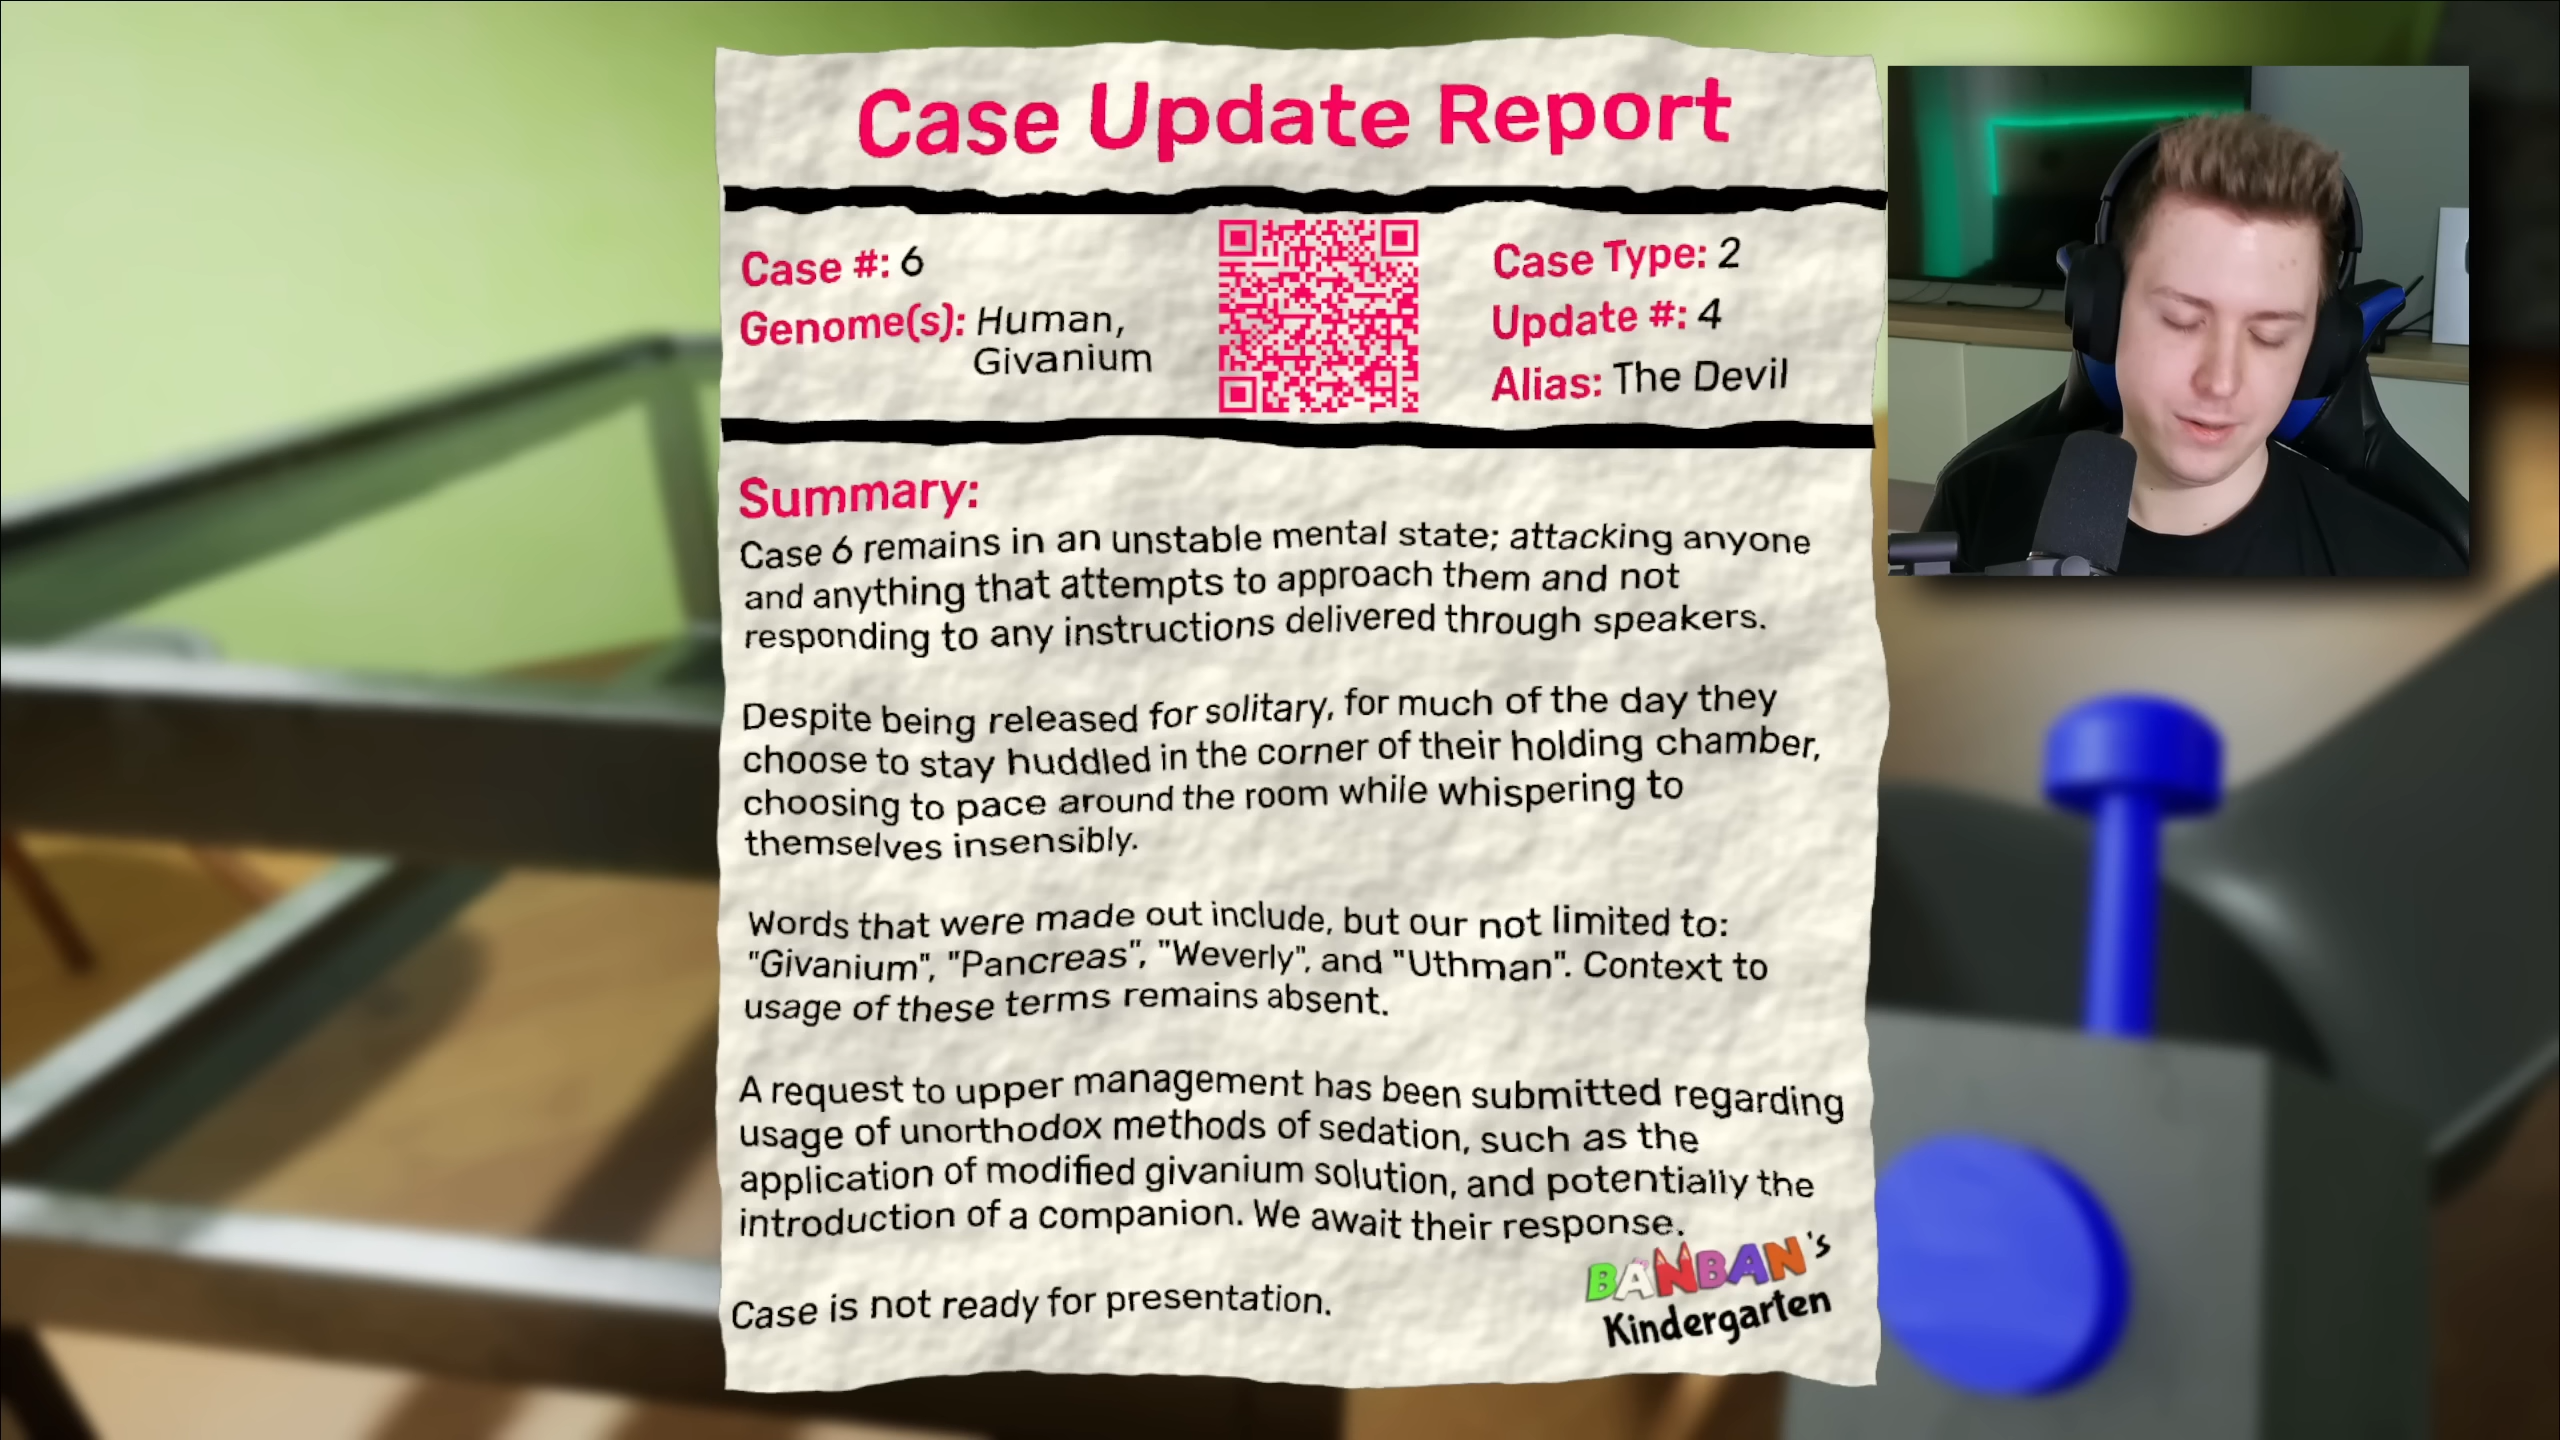 Case Update Report
Case #: 6
Genome(s): Human,
Givanium
Case Type: 2
Update #: 4
Alias: The Devil
Summary:
Case 6 remains in an unstable mental state; attacking anyone
and anything that attempts to approach them and not
responding to any instructions delivered through speakers.
Despite being released for solitary, for much of the day they
choose to stay huddled in the corner of their holding chamber,
choosing to pace around the room while whispering to
themselves insensibly.
Words that were made out include, but our not limited to:
"Givanium", "Pancreas", "Weverly", and "Uthman". Context to
usage of these terms remains absent.
A request to upper management has been submitted regarding
usage of unorthodox methods of sedation, such as the
application of modified givanium solution, and potentially the
introduction of a companion. We await their response.
Case is not ready for presentation.
BANBAN's
Kindergarten